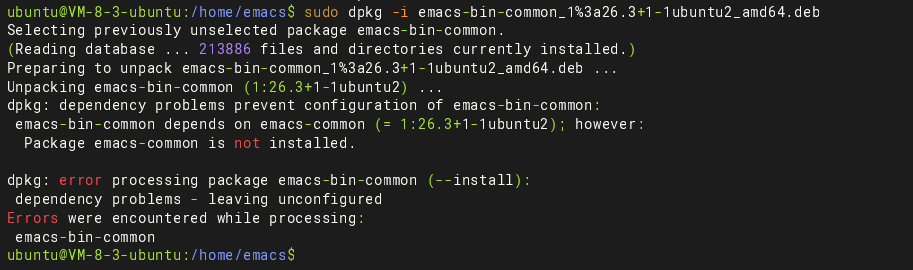 ubuntu@VM-8-3-ubuntu:/home/emacs$ sudo dpkg -i emacs-bin-common_1%3a26.3+1-1ubuntu2_amd64.deb
Selecting previously unselected package emacs-bin-common.
(Reading database ... 213886 files and directories currently installed.)
Preparing to unpack emacs-bin-common_1%3a26.3+1-1ubuntu2_amd64.deb ...
Unpacking emacs-bin-common (1:26.3+1-1ubuntu2) ...
dpkg: dependency problems prevent configuration of emacs-bin-common:
 emacs-bin-common depends on emacs-common (= 1:26.3+1-1ubuntu2); however:
  Package emacs-common is not installed.

dpkg: error processing package emacs-bin-common (--install):
 dependency problems - leaving unconfigured
Errors were encountered while processing:
 emacs-bin-common
ubuntu@VM-8-3-ubuntu:/home/emacs$